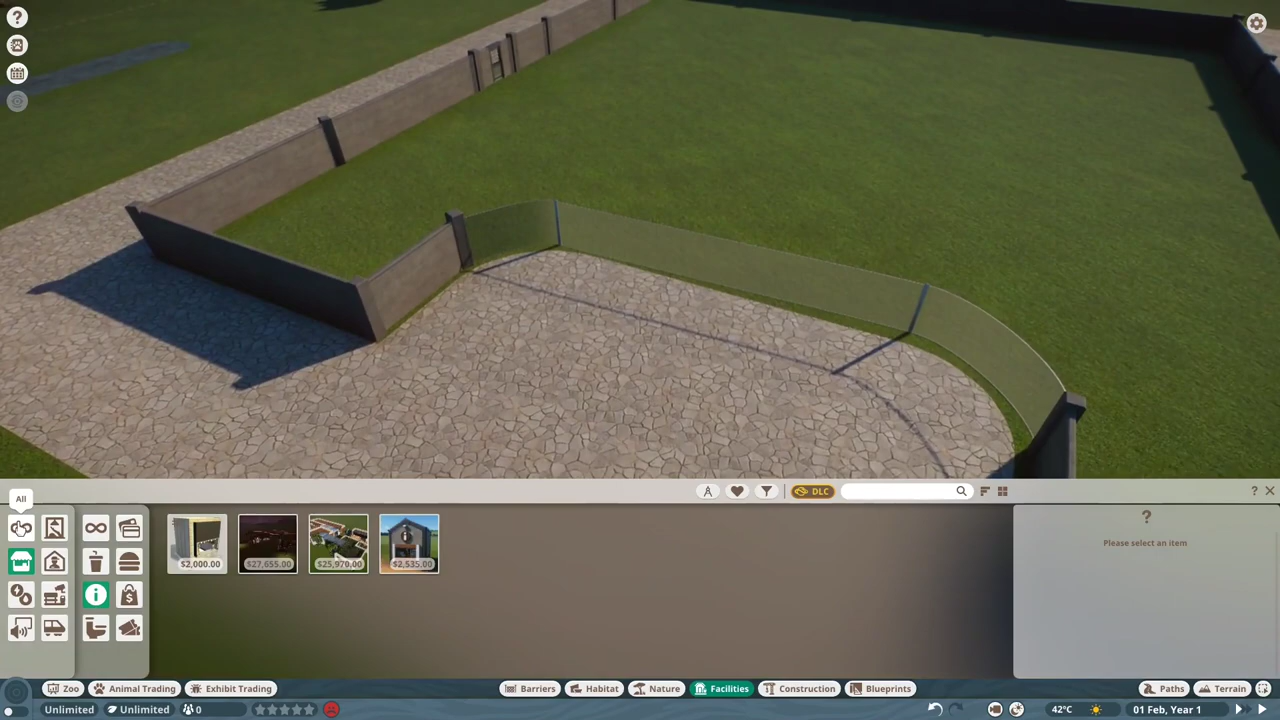 All
DLC
?
Please select an item
$2,000.00
$27,655.00
$25,970.00
$2,535.00
Zoo
Animal Trading
Exhibit Trading
Barriers
Habitat
Nature
Facilities
Construction
Blueprints
Paths
Terrain
Unlimited
Unlimited
0
42°C
01 Feb, Year 1